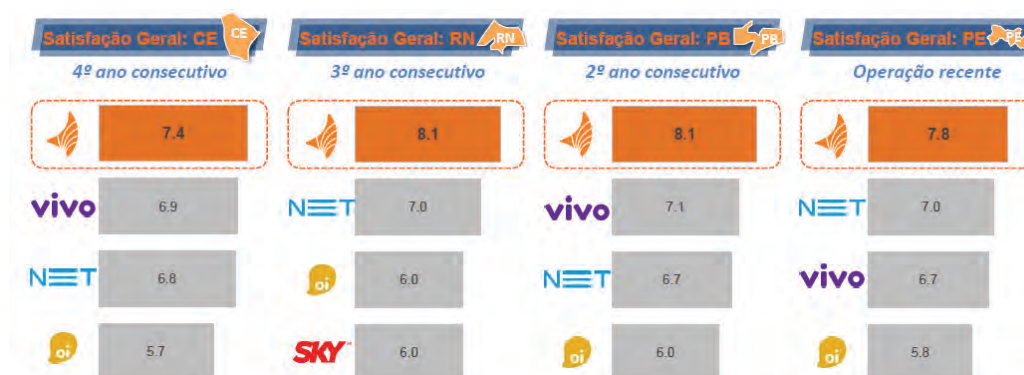 Satisfação Geral: CE
CE
4º ano consecutivo
7.4
vivo
6.9
NET
6.8
oi
5.7
Satisfação Geral: RN
RN
3º ano consecutivo
8.1
NET
7.0
oi
6.0
SKY
6.0
Satisfação Geral: PB
PB
2º ano consecutivo
8.1
vivo
7.1
NET
6.7
oi
6.0
Satisfação Geral: PE
PE
Operação recente
7.8
NET
7.0
vivo
6.7
oi
5.8